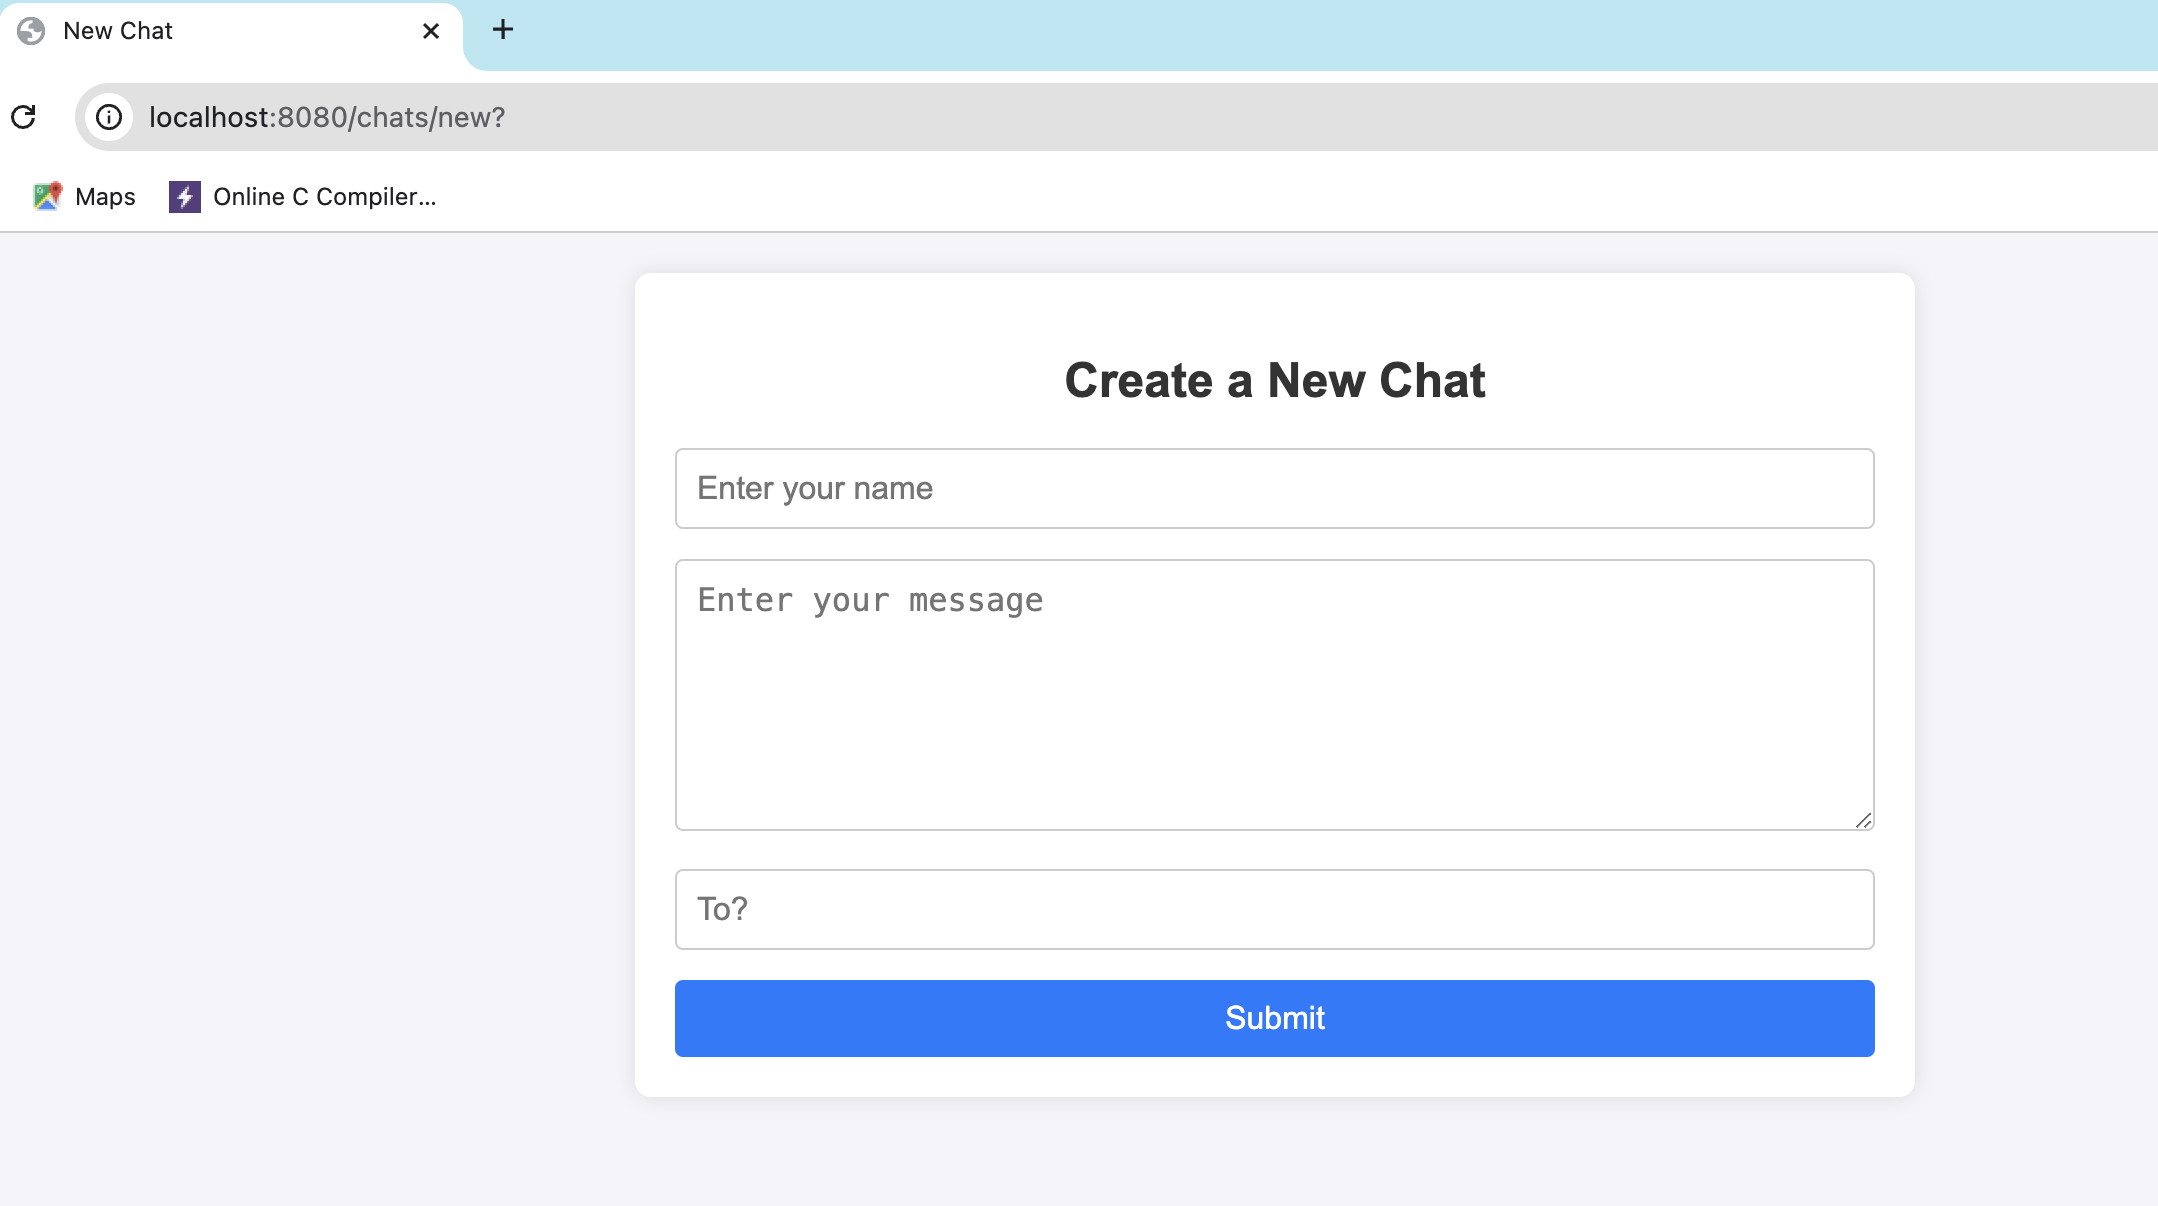 New Chat
localhost:8080/chats/new?
Maps Online C Compiler...
Create a New Chat
Enter your name
Enter your message
To?
Submit